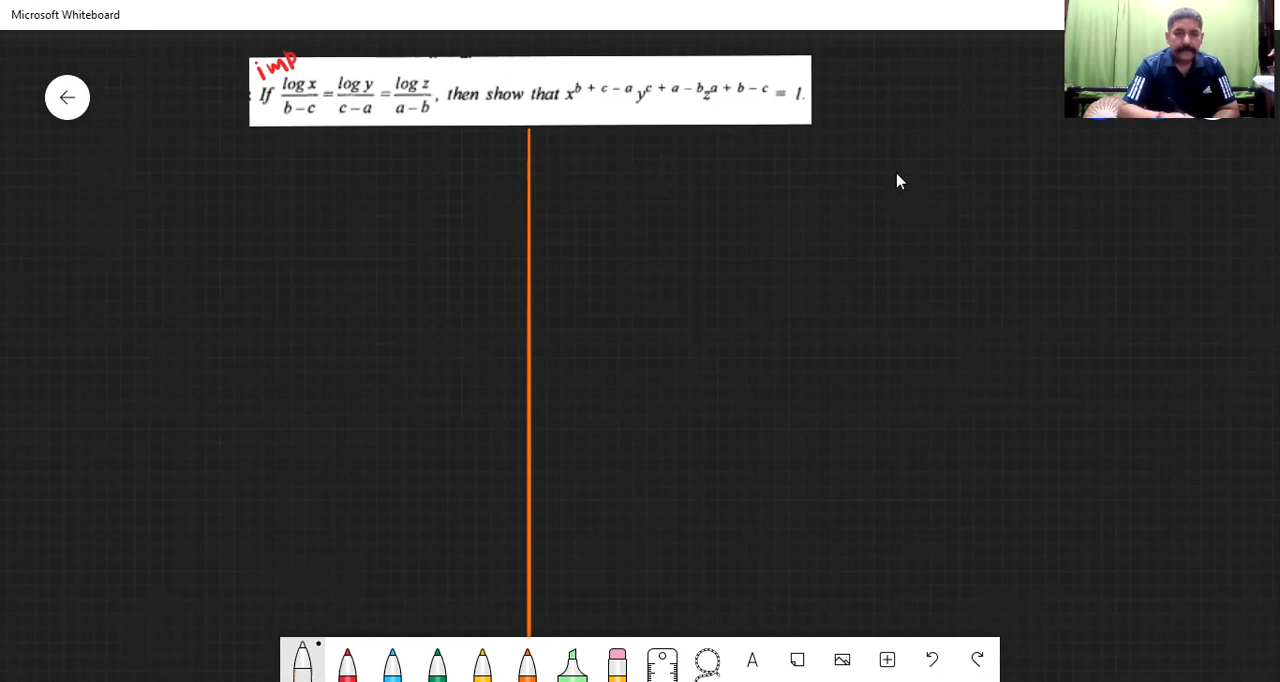 Microsoft Whiteboard
imp
: If log x / b – c = log y / c – a = log z / a – b , then show that x^b + c – a y^c + a – b z^a + b – c = 1.
A